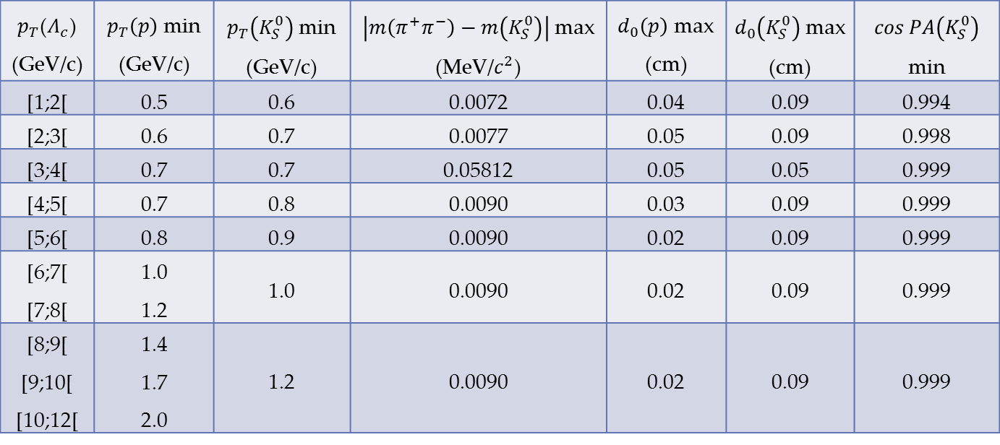 p_T(Λ_c) (GeV/c) p_T(p) min (GeV/c) p_T(K_S^0) min (GeV/c) |m(π⁺π⁻) − m(K_S^0)| max (MeV/c²) d_0(p) max (cm) d_0(K_S^0) max (cm) cos PA(K_S^0) min
[1;2[ 0.5 0.6 0.0072 0.04 0.09 0.994
[2;3[ 0.6 0.7 0.0077 0.05 0.09 0.998
[3;4[ 0.7 0.7 0.05812 0.05 0.05 0.999
[4;5[ 0.7 0.8 0.0090 0.03 0.09 0.999
[5;6[ 0.8 0.9 0.0090 0.02 0.09 0.999
[6;7[ 1.0
1.0 0.0090 0.02 0.09 0.999
[7;8[ 1.2
[8;9[ 1.4
[9;10[ 1.7 1.2 0.0090 0.02 0.09 0.999
[10;12[ 2.0